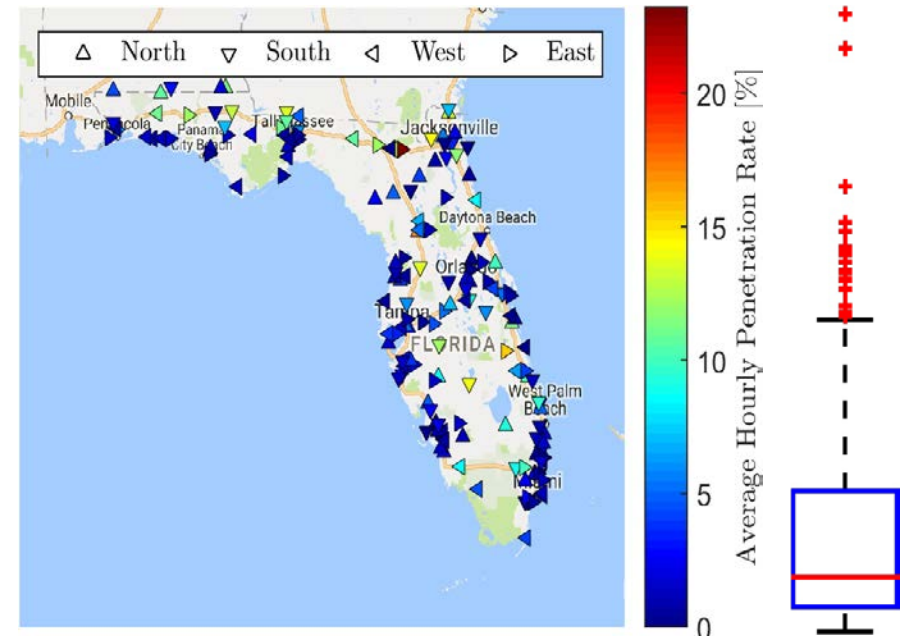 North South West East
Mobile
Pensacola
Panama
City Beach
Tallahassee
Jacksonville
Daytona Beach
Orlando
Tampa
FLORIDA
West Palm
Beach
Miami
20
15
10
5
0
Average Hourly Penetration Rate [%]